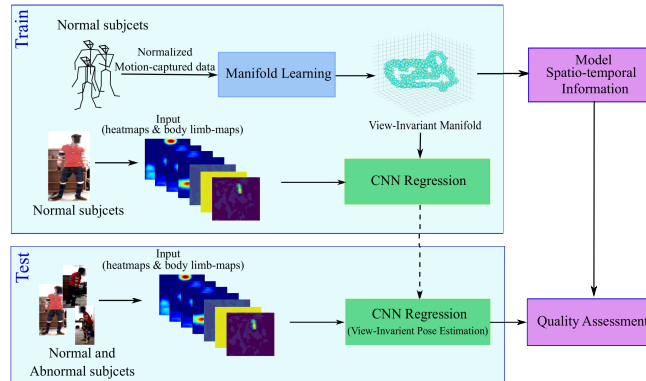 Train
Normal subjcets
Normalized
Motion-captured data
Manifold Learning
View-Invariant Manifold
Model
Spatio-temporal
Information
Input
(heatmaps & body limb-maps)
Normal subjcets
CNN Regression
Test
Input
(heatmaps & body limb-maps)
Normal and
Abnormal subjcets
CNN Regression
(View-Invarient Pose Estimation)
Quality Assessment